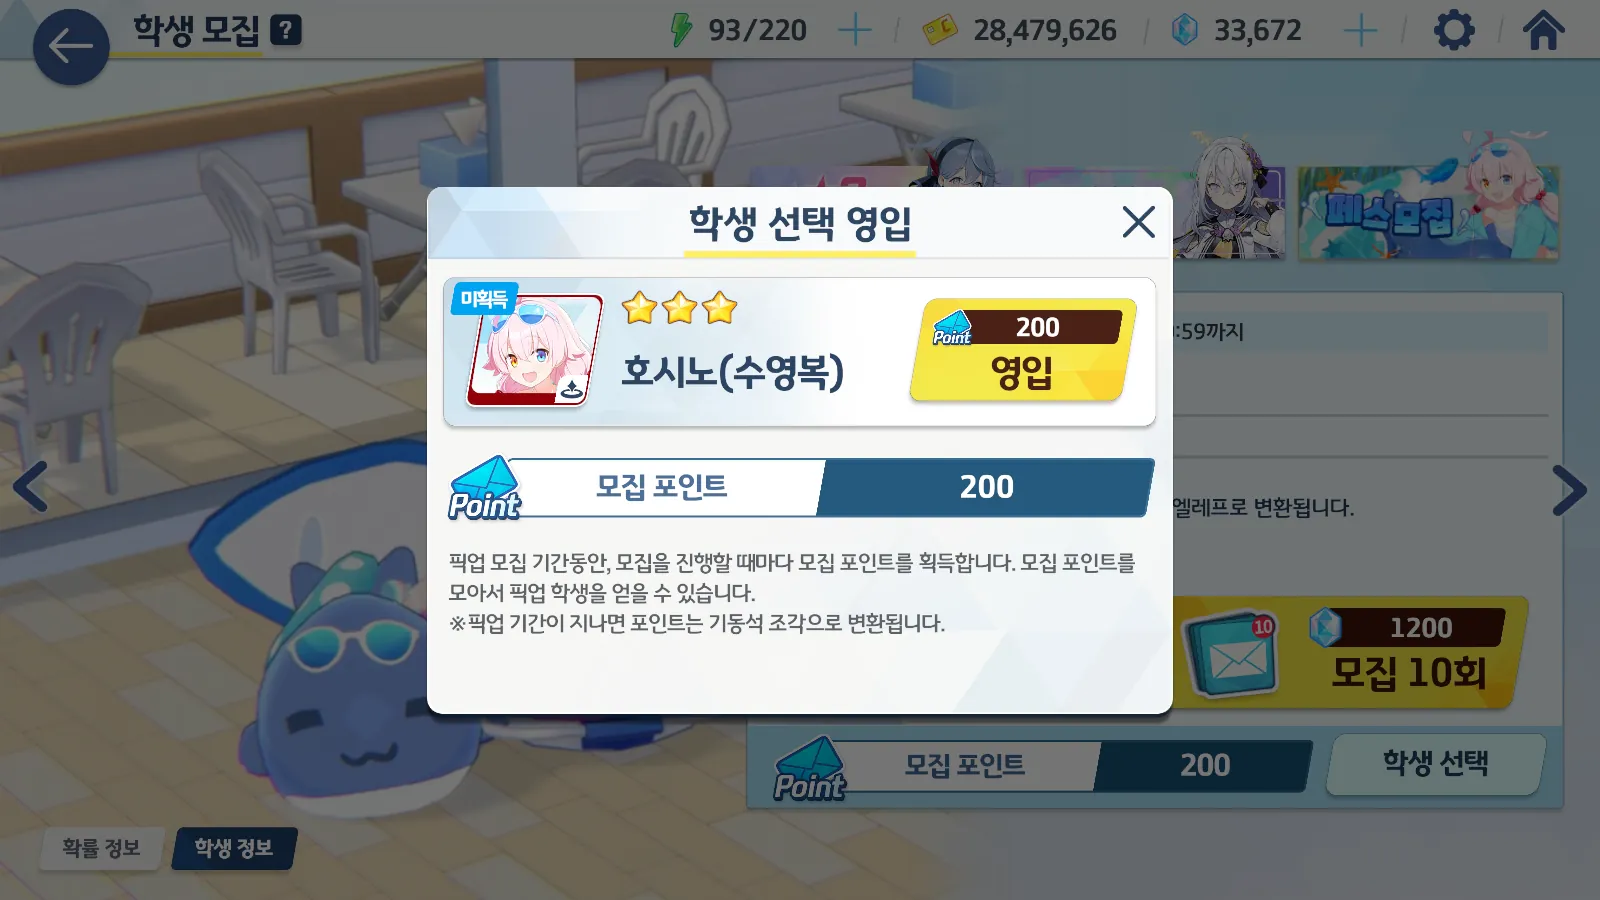 학생 모집 ?
93/220
28,479,626
33,672
페스모집
학생 선택 영입
미획득
호시노(수영복)
200
영입
Point
모집 포인트
200
픽업 모집 기간동안, 모집을 진행할 때마다 모집 포인트를 획득합니다. 모집 포인트를
모아서 픽업 학생을 얻을 수 있습니다.
※픽업 기간이 지나면 포인트는 기동석 조각으로 변환됩니다.
:59까지
엘레프로 변환됩니다.
10
1200
모집 10회
Point
모집 포인트
200
학생 선택
확률 정보
학생 정보